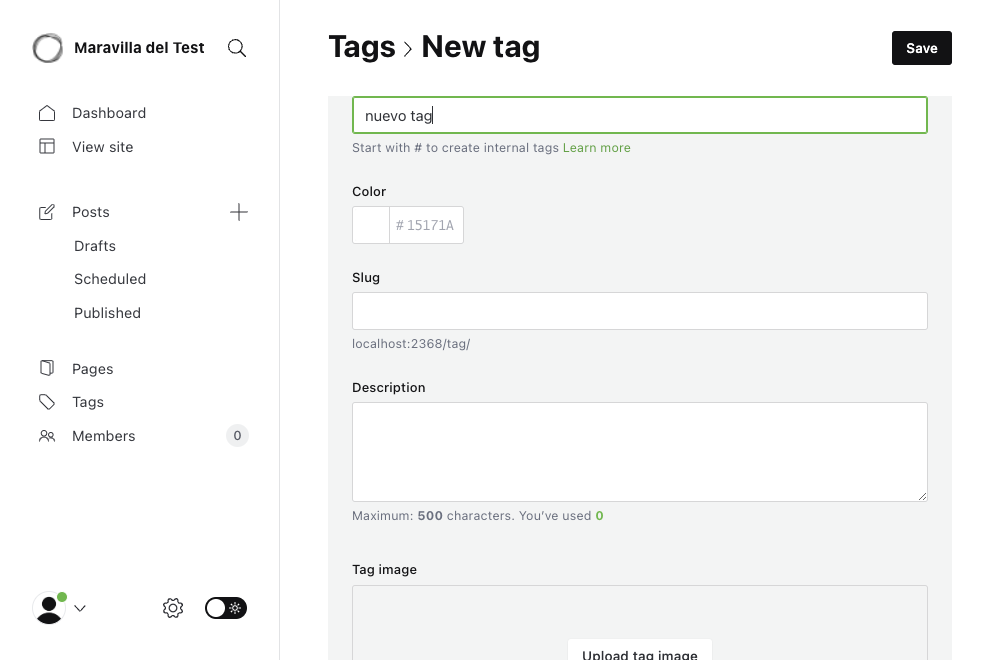 Maravilla del Test
Dashboard
View site
Posts
Drafts
Scheduled
Published
Pages
Tags
Members
0
Tags › New tag
Save
nuevo tag
Start with # to create internal tags Learn more
Color
# 15171A
Slug
localhost:2368/tag/
Description
Maximum: 500 characters. You’ve used 0
Tag image
Upload tag image